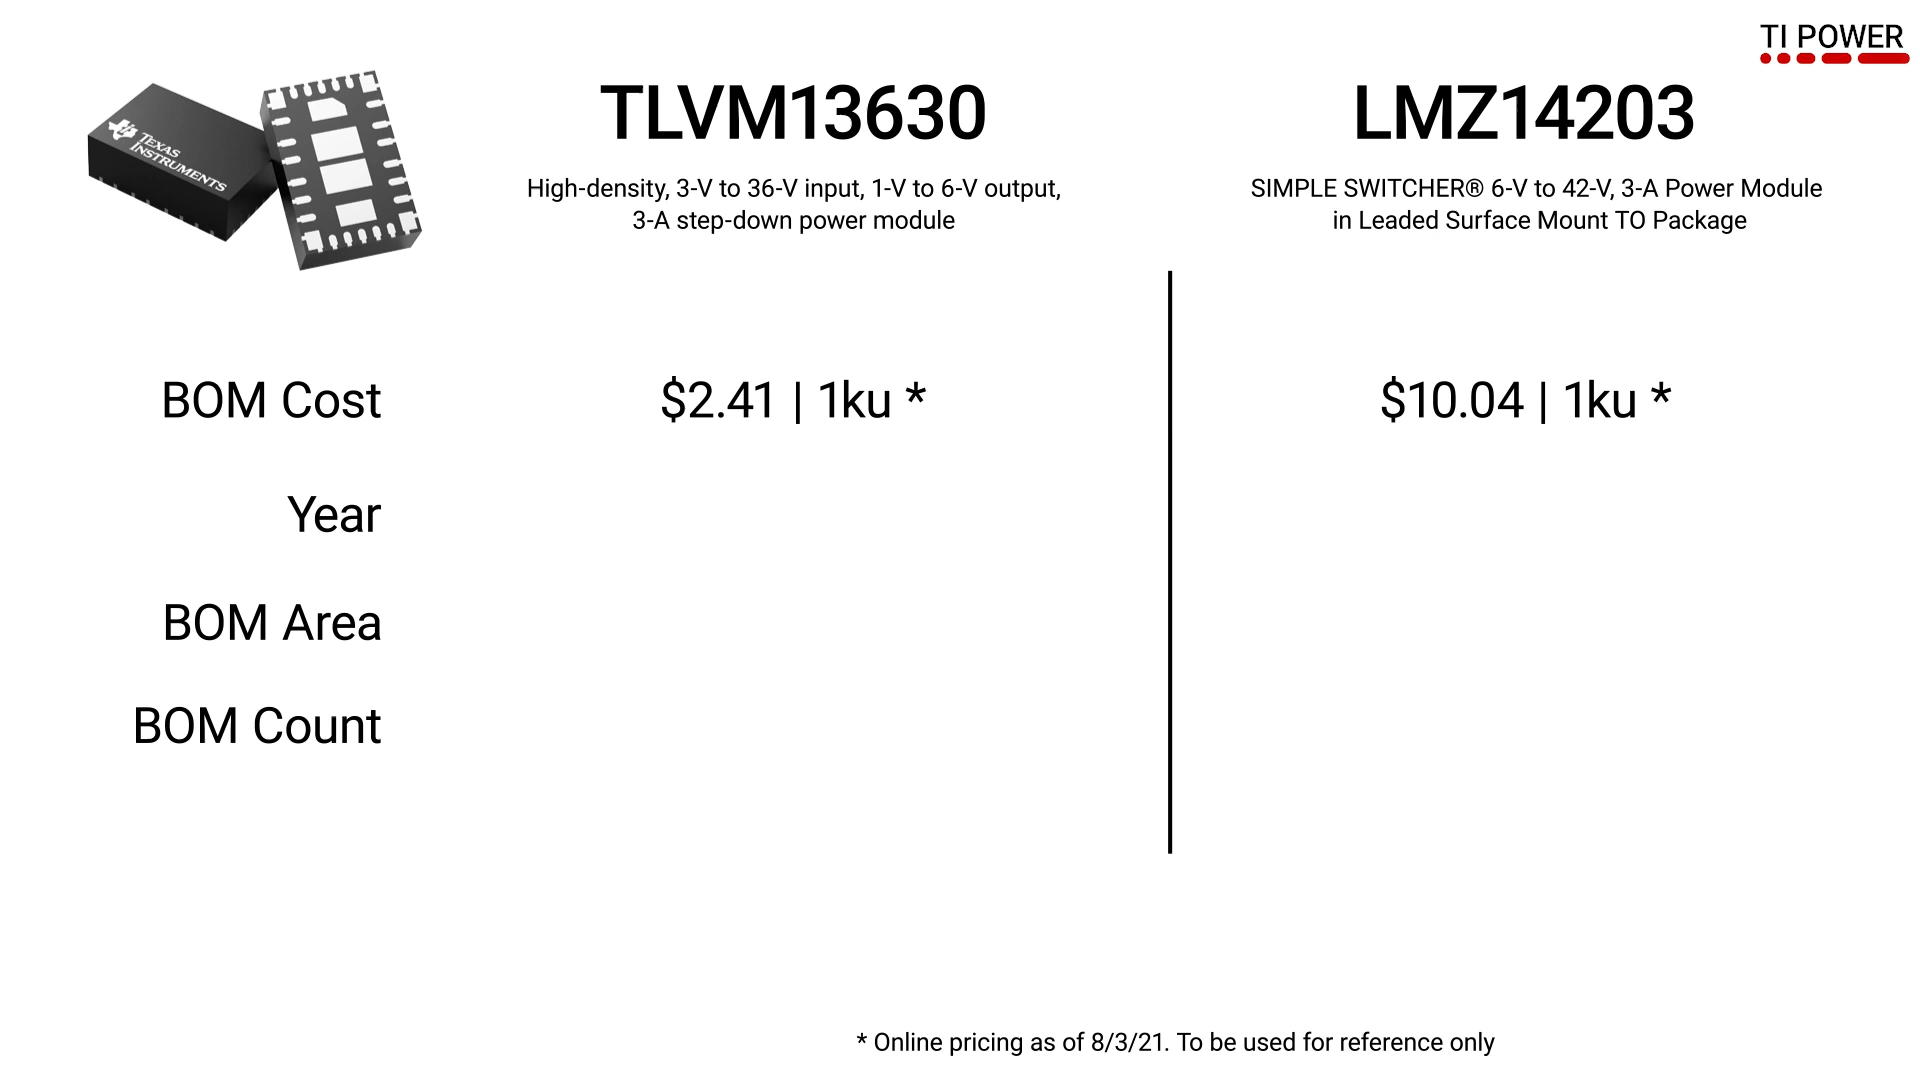 TI POWER
TEXAS
INSTRUMENTS
TLVM13630
High-density, 3-V to 36-V input, 1-V to 6-V output,
3-A step-down power module
LMZ14203
SIMPLE SWITCHER® 6-V to 42-V, 3-A Power Module
in Leaded Surface Mount TO Package
BOM Cost
$2.41 | 1ku *
$10.04 | 1ku *
Year
BOM Area
BOM Count
* Online pricing as of 8/3/21. To be used for reference only